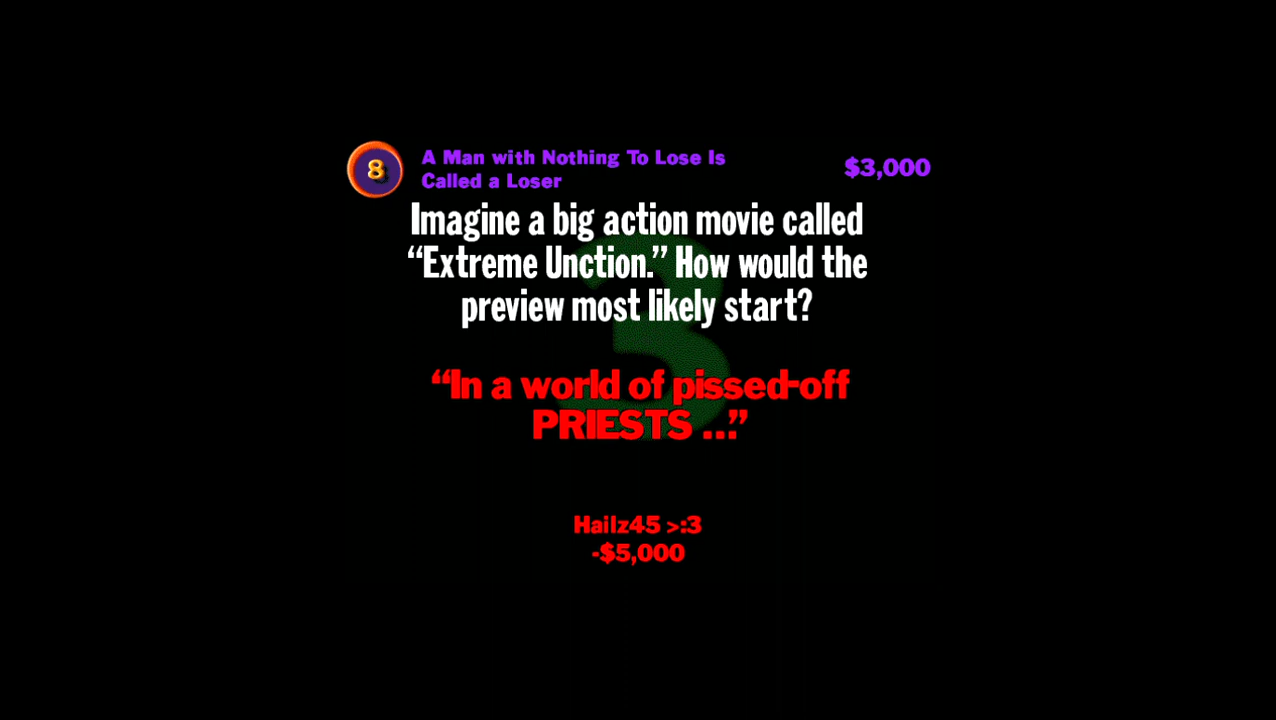 8
A Man with Nothing To Lose Is
Called a Loser
$3,000
Imagine a big action movie called
“Extreme Unction.” How would the
preview most likely start?
3
“In a world of pissed-off
PRIESTS ...”
Hailz45 >:3
-$5,000